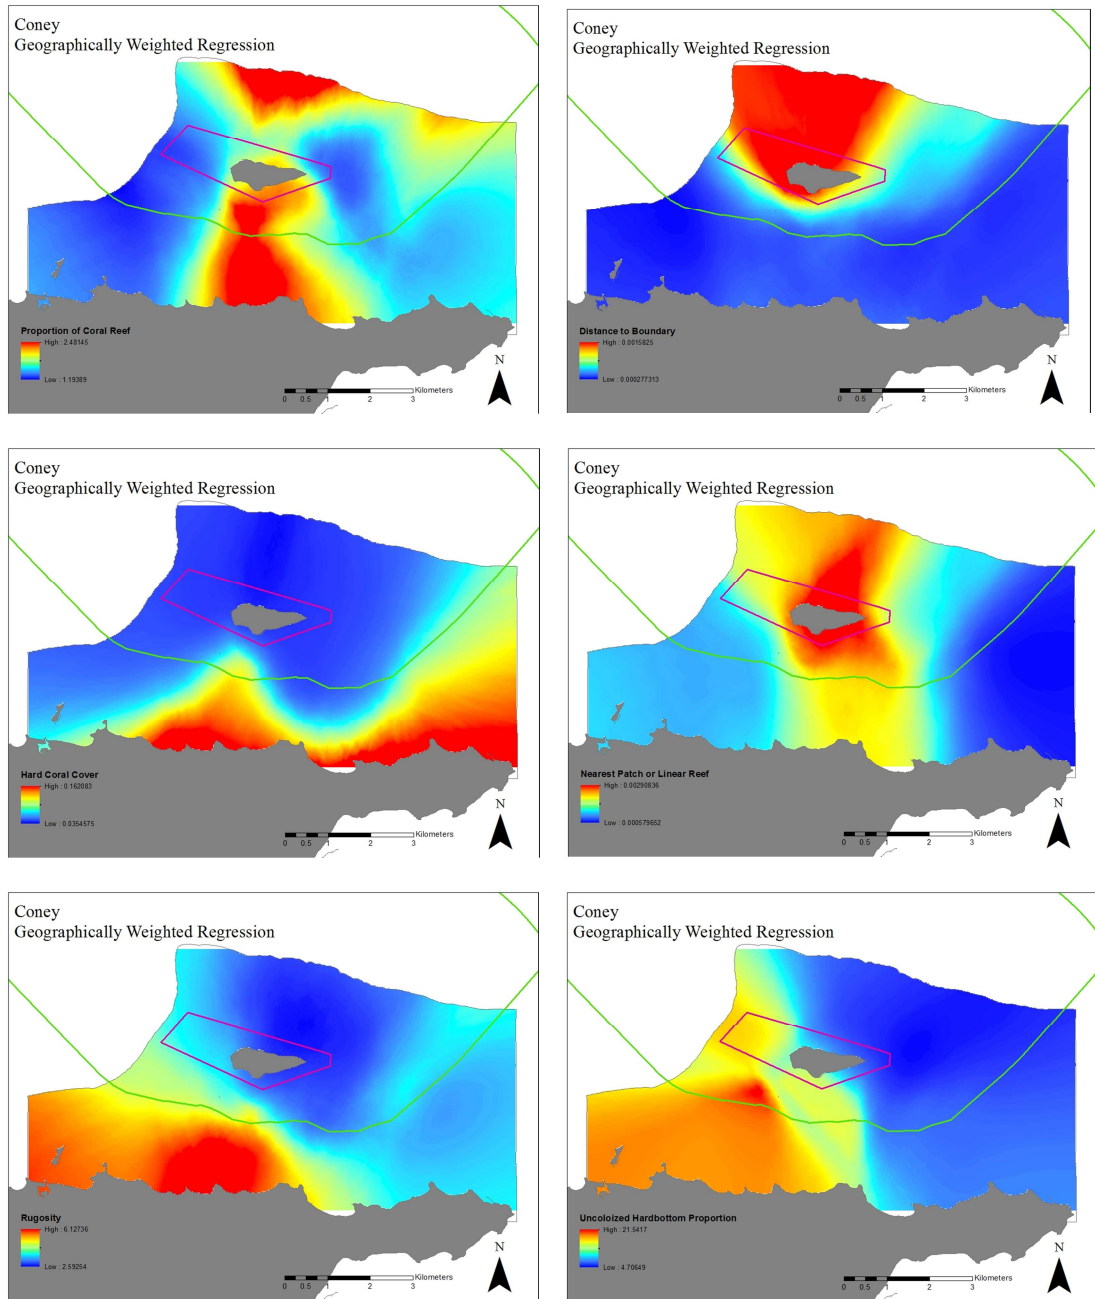 Coney
Geographically Weighted Regression
Proportion of Coral Reef
High : 2.48145
Low : 1.19389
N
Kilometers
0 0.5 1 2 3
Coney
Geographically Weighted Regression
Distance to Boundary
High : 0.0015825
Low : 0.000277313
N
Kilometers
0 0.5 1 2 3
Coney
Geographically Weighted Regression
Hard Coral Cover
High : 0.162083
Low : 0.0354575
N
Kilometers
0 0.5 1 2 3
Coney
Geographically Weighted Regression
Nearest Patch or Linear Reef
High : 0.00290836
Low : 0.000579652
N
Kilometers
0 0.5 1 2 3
Coney
Geographically Weighted Regression
Rugosity
High : 6.12736
Low : 2.59254
N
Kilometers
0 0.5 1 2 3
Coney
Geographically Weighted Regression
Uncoloized Hardbottom Proportion
High : 21.5417
Low : 4.70649
N
Kilometers
0 0.5 1 2 3